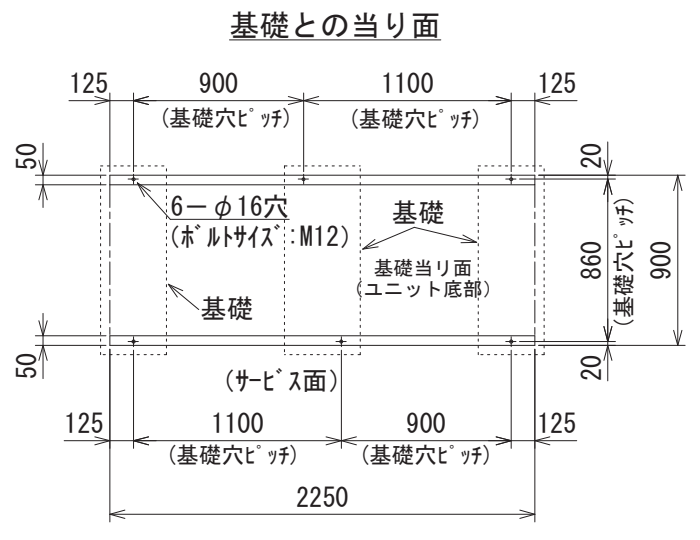 基礎との当り面
125 900 1100 125
(基礎穴ﾋﾟｯﾁ) (基礎穴ﾋﾟｯﾁ)
50
20
6－φ16穴
(ﾎﾞﾙﾄｻｲｽﾞ:M12)
基礎
基礎当り面
(ユニット底部)
基礎
860
(基礎穴ﾋﾟｯﾁ)
900
50
20
(ｻｰﾋﾞｽ面)
125 1100 900 125
(基礎穴ﾋﾟｯﾁ) (基礎穴ﾋﾟｯﾁ)
2250